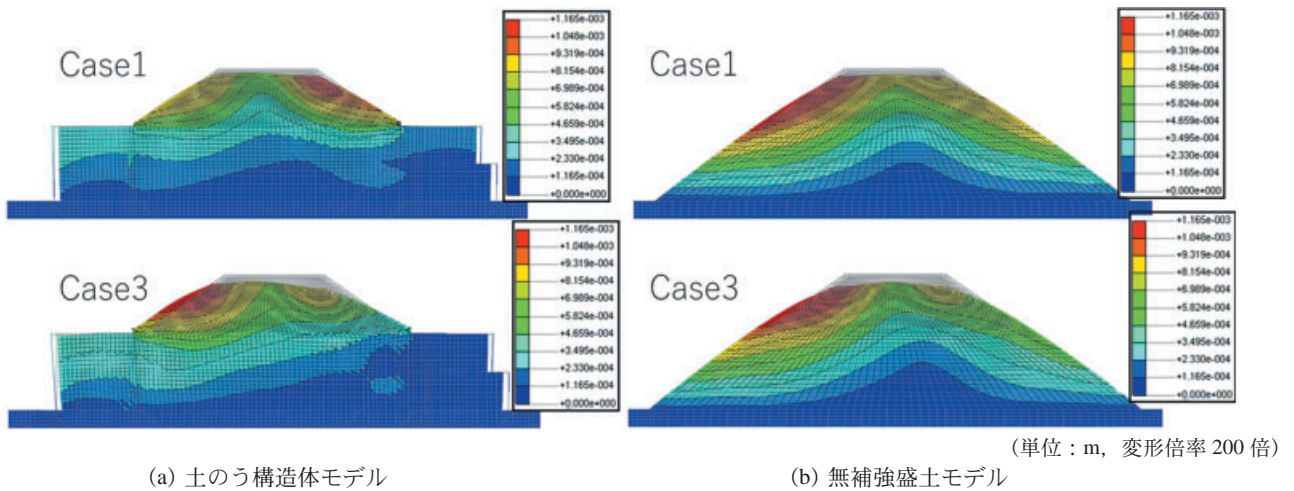 Case1
+1.165e-003
+1.048e-003
+9.319e-004
+8.154e-004
+6.989e-004
+5.824e-004
+4.659e-004
+3.495e-004
+2.330e-004
+1.165e-004
+0.000e+000
Case1
+1.165e-003
+1.048e-003
+9.319e-004
+8.154e-004
+6.989e-004
+5.824e-004
+4.659e-004
+3.495e-004
+2.330e-004
+1.165e-004
+0.000e+000
Case3
+1.165e-003
+1.048e-003
+9.319e-004
+8.154e-004
+6.989e-004
+5.824e-004
+4.659e-004
+3.495e-004
+2.330e-004
+1.165e-004
+0.000e+000
Case3
+1.165e-003
+1.048e-003
+9.319e-004
+8.154e-004
+6.989e-004
+5.824e-004
+4.659e-004
+3.495e-004
+2.330e-004
+1.165e-004
+0.000e+000
(単位：m，変形倍率 200 倍)
(a) 土のう構造体モデル
(b) 無補強盛土モデル